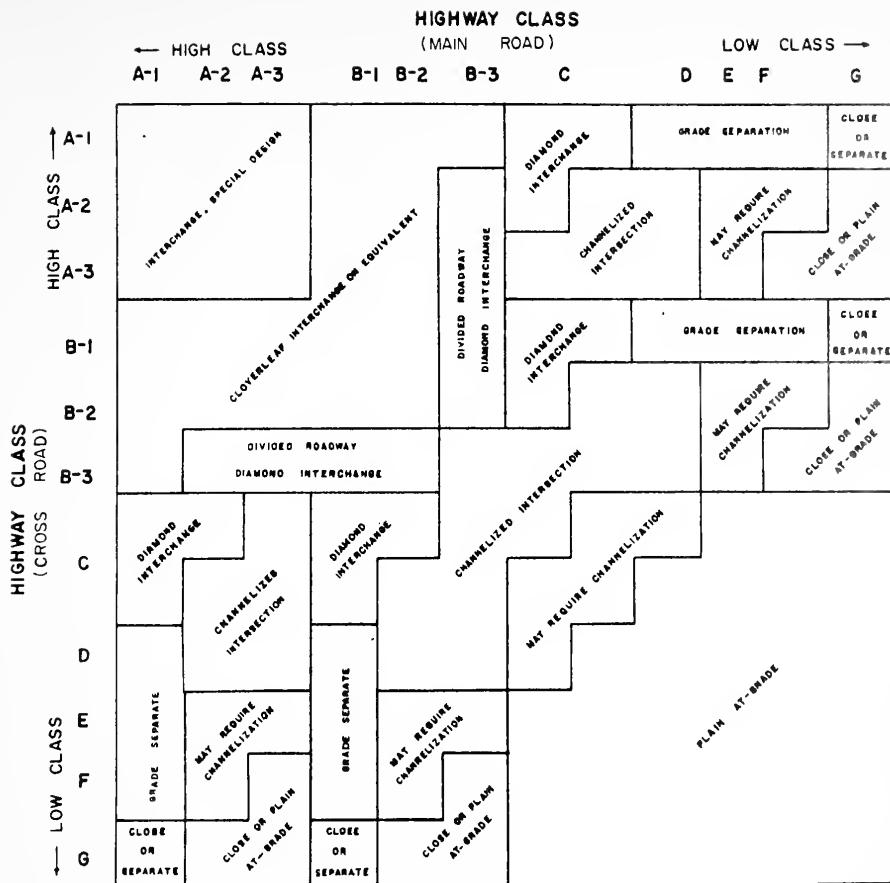 HIGHWAY CLASS
(MAIN ROAD)
← HIGH CLASS
LOW CLASS →
A-1 A-2 A-3 B-1 B-2 B-3 C D E F G
HIGHWAY CLASS
(CROSS ROAD)
HIGH CLASS →
← LOW CLASS
A-1
A-2
A-3
B-1
B-2
B-3
C
D
E
F
G
INTERCHANGE, SPECIAL DESIGN
CLOVERLEAF INTERCHANGE OR EQUIVALENT
DIVIDED ROADWAY
DIAMOND INTERCHANGE
DIAMOND
INTERCHANGE
GRADE SEPARATION
CLOSE
OR
SEPARATE
CHANNELIZED
INTERSECTION
MAY REQUIRE
CHANNELIZATION
CLOSE OR PLAIN
AT-GRADE
DIAMOND
INTERCHANGE
GRADE SEPARATION
CLOSE
OR
SEPARATE
MAY REQUIRE
CHANNELIZATION
CLOSE OR PLAIN
AT-GRADE
DIVIDED ROADWAY
DIAMOND INTERCHANGE
CHANNELIZED INTERSECTION
DIAMOND
INTERCHANGE
DIAMOND
INTERCHANGE
MAY REQUIRE CHANNELIZATION
CHANNELIZES
INTERSECTION
GRADE SEPARATE
MAY REQUIRE
CHANNELIZATION
GRADE SEPARATE
MAY REQUIRE
CHANNELIZATION
PLAIN AT-GRADE
CLOSE
OR
SEPARATE
CLOSE OR PLAIN
AT-GRADE
CLOSE
OR
SEPARATE
CLOSE OR PLAIN
AT-GRADE